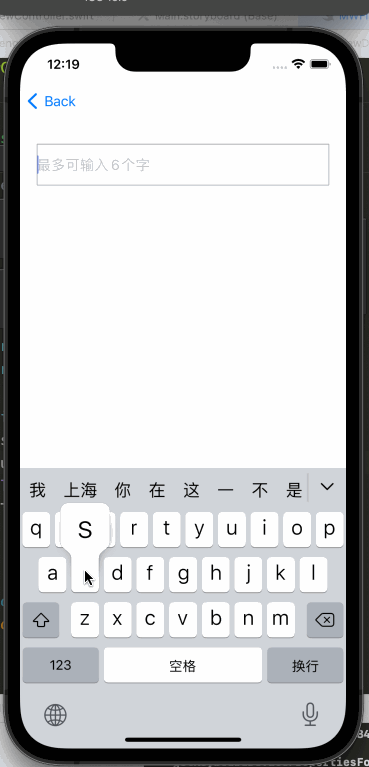 12:19
Back
最多可输入6个字
我 上海 你 在 这 一 不 是
q S r t y u i o p
a d f g h j k l
z x c v b n m
123 空格 换行